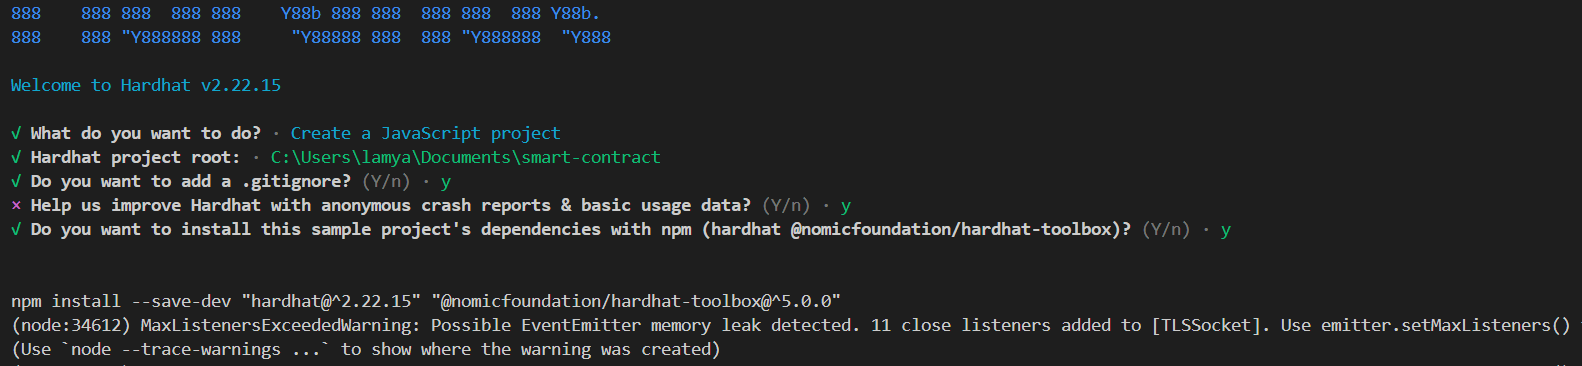 888    888 888  888 888    Y88b 888 888  888 888  888 Y88b.
888    888 "Y888888 888     "Y88888 888  888 "Y888888  "Y888
Welcome to Hardhat v2.22.15
√ What do you want to do? · Create a JavaScript project
√ Hardhat project root: · C:\Users\lamya\Documents\smart-contract
√ Do you want to add a .gitignore? (Y/n) · y
× Help us improve Hardhat with anonymous crash reports & basic usage data? (Y/n) · y
√ Do you want to install this sample project's dependencies with npm (hardhat @nomicfoundation/hardhat-toolbox)? (Y/n) · y
npm install --save-dev "hardhat@^2.22.15" "@nomicfoundation/hardhat-toolbox@^5.0.0"
(node:34612) MaxListenersExceededWarning: Possible EventEmitter memory leak detected. 11 close listeners added to [TLSSocket]. Use emitter.setMaxListeners()
(Use `node --trace-warnings ...` to show where the warning was created)